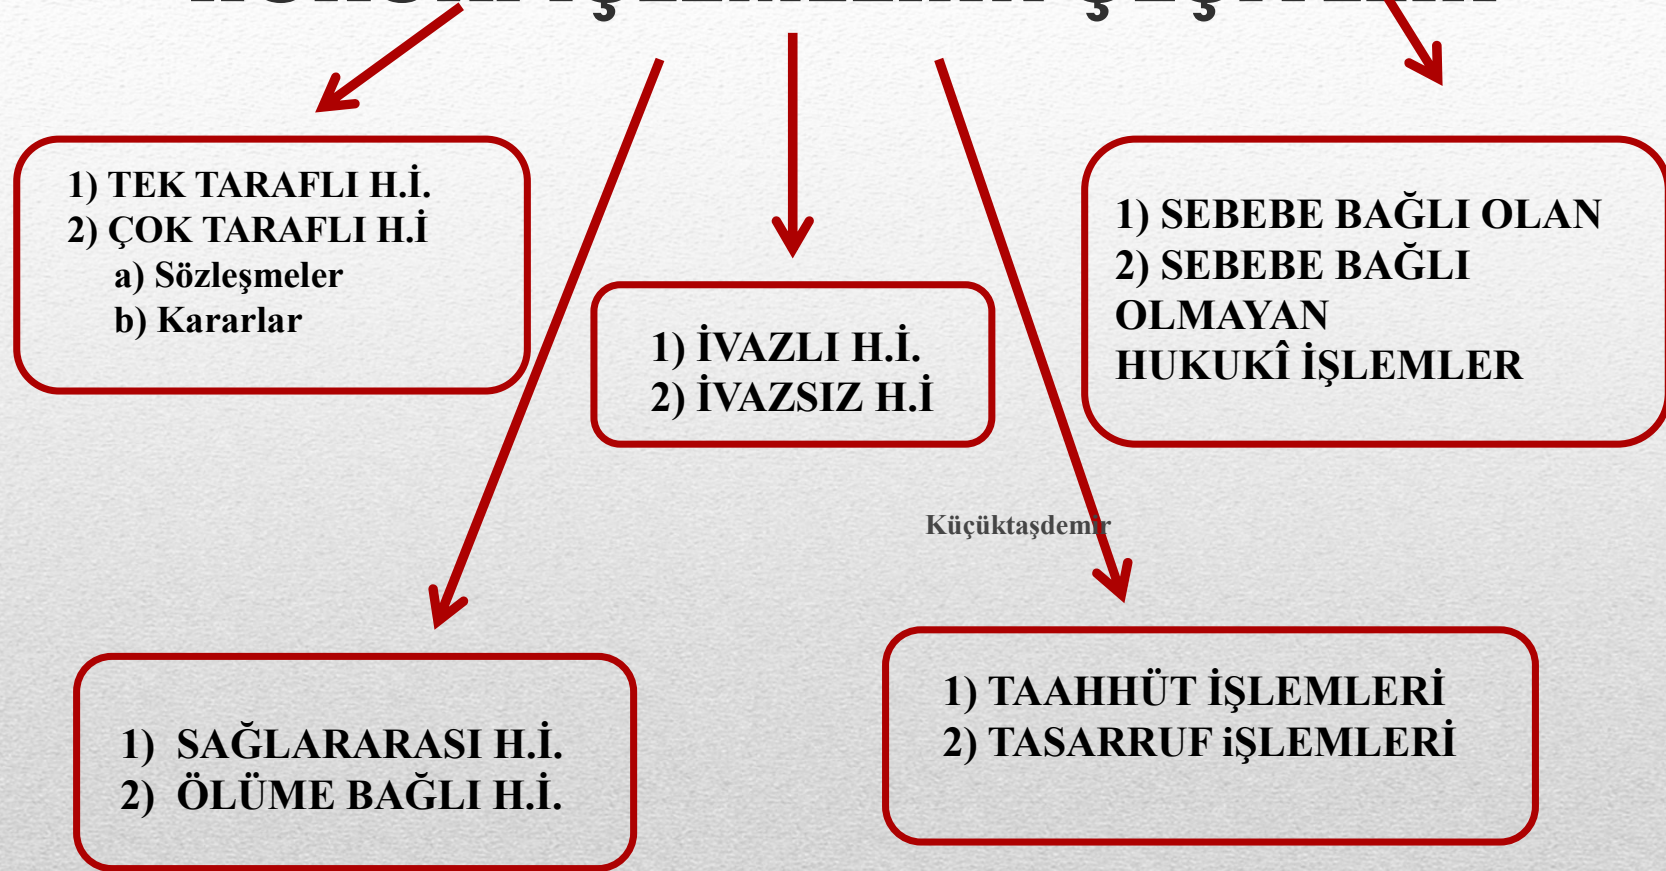 1) TEK TARAFLI H.İ.
2) ÇOK TARAFLI H.İ
a) Sözleşmeler
b) Kararlar
1) İVAZLI H.İ.
2) İVAZSIZ H.İ
1) SEBEBE BAĞLI OLAN
2) SEBEBE BAĞLI
OLMAYAN
HUKUKÎ İŞLEMLER
Küçüktaşdemir
1) SAĞLARARASI H.İ.
2) ÖLÜME BAĞLI H.İ.
1) TAAHHÜT İŞLEMLERİ
2) TASARRUF iŞLEMLERİ